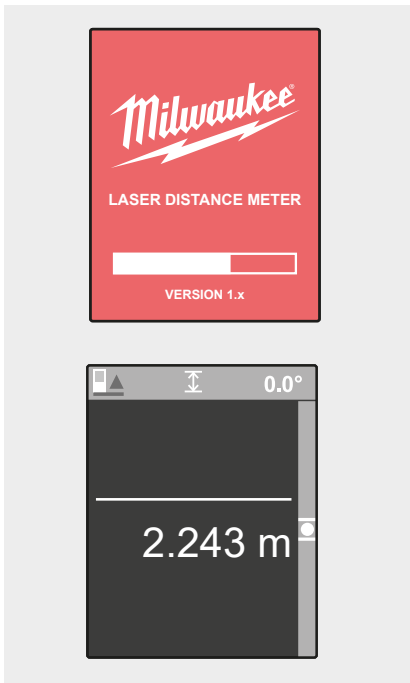 Milwaukee®
LASER DISTANCE METER
VERSION 1.x
0.0°
2.243 m